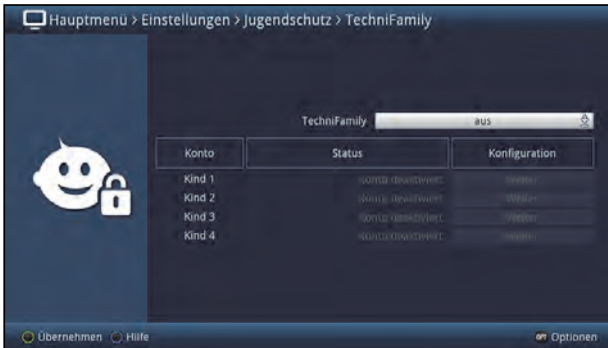 Hauptmenü > Einstellungen > Jugendschutz > TechniFamily
TechniFamily aus
Konto Status Konfiguration
Kind 1 Konto deaktiviert Weiter
Kind 2 Konto deaktiviert Weiter
Kind 3 Konto deaktiviert Weiter
Kind 4 Konto deaktiviert Weiter
Übernehmen Hilfe Optionen